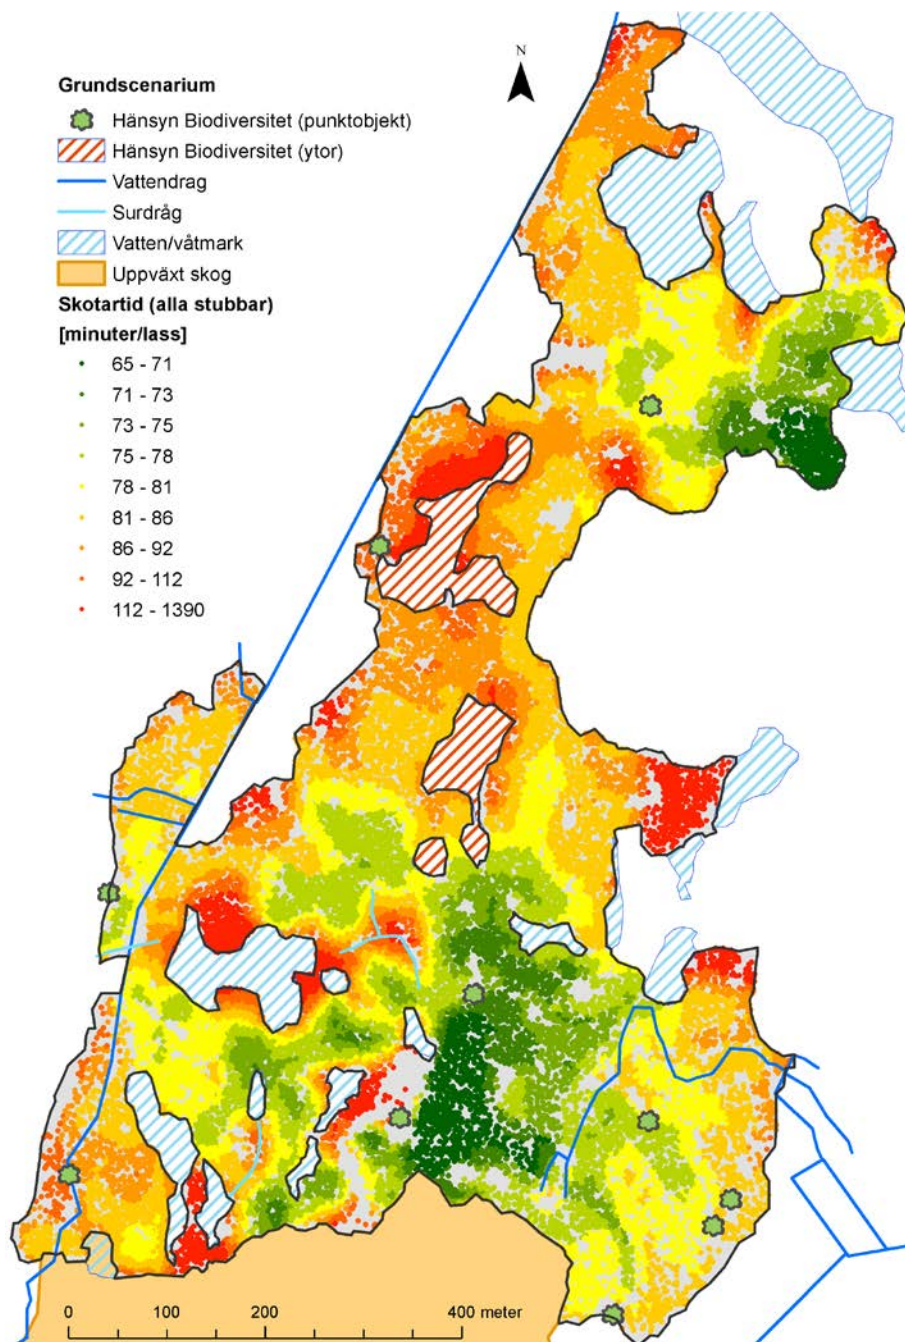 N
Grundscenarium
Hänsyn Biodiversitet (punktobjekt)
Hänsyn Biodiversitet (ytor)
Vattendrag
Surdråg
Vatten/våtmark
Uppväxt skog
Skotartid (alla stubbar)
[minuter/lass]
65 - 71
71 - 73
73 - 75
75 - 78
78 - 81
81 - 86
86 - 92
92 - 112
112 - 1390
0 100 200 400 meter